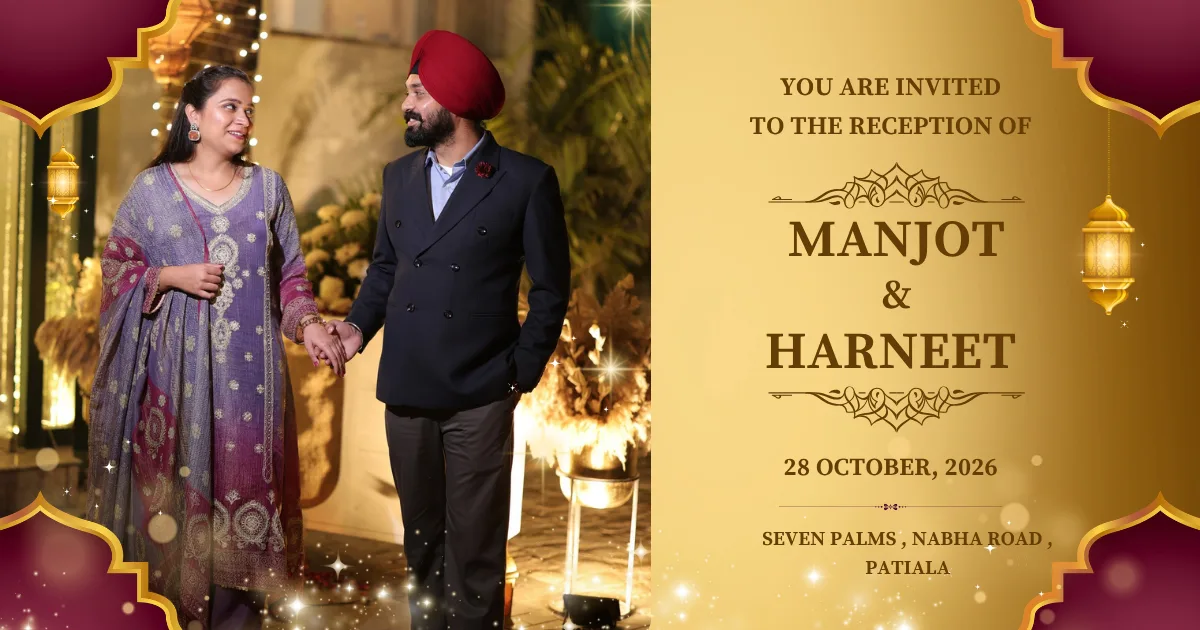 YOU ARE INVITED
TO THE RECEPTION OF
MANJOT
&
HARNEET
28 OCTOBER, 2026
SEVEN PALMS , NABHA ROAD ,
PATIALA